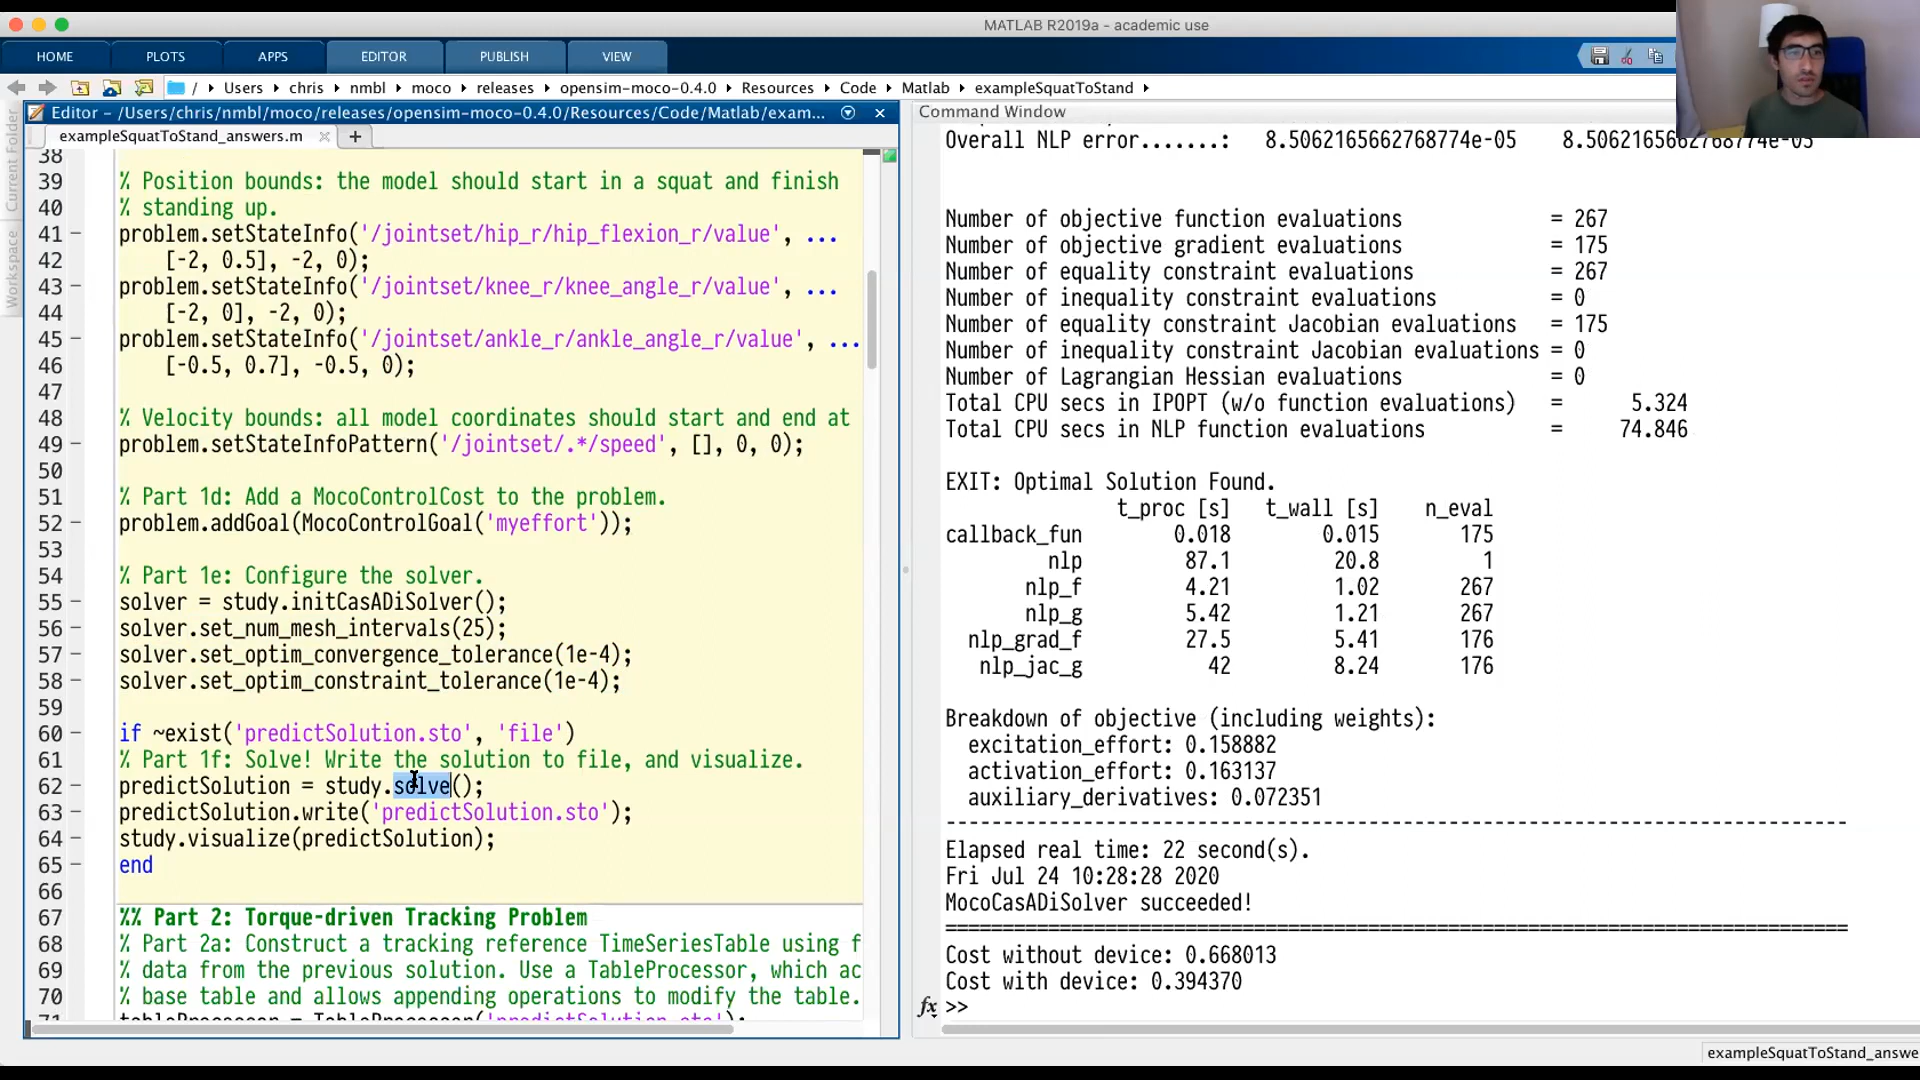 MATLAB R2019a - academic use
HOME PLOTS APPS EDITOR PUBLISH VIEW
/ Users chris nmbl moco releases opensim-moco-0.4.0 Resources Code Matlab exampleSquatToStand
Current Folder
Workspace
Editor - /Users/chris/nmbl/moco/releases/opensim-moco-0.4.0/Resources/Code/Matlab/exam...
exampleSquatToStand_answers.m
38
39 % Position bounds: the model should start in a squat and finish
40 % standing up.
41 problem.setStateInfo('/jointset/hip_r/hip_flexion_r/value', ...
42 [-2, 0.5], -2, 0);
43 problem.setStateInfo('/jointset/knee_r/knee_angle_r/value', ...
44 [-2, 0], -2, 0);
45 problem.setStateInfo('/jointset/ankle_r/ankle_angle_r/value', ...
46 [-0.5, 0.7], -0.5, 0);
47
48 % Velocity bounds: all model coordinates should start and end at
49 problem.setStateInfoPattern('/jointset/.*/speed', [], 0, 0);
50
51 % Part 1d: Add a MocoControlCost to the problem.
52 problem.addGoal(MocoControlGoal('myeffort'));
53
54 % Part 1e: Configure the solver.
55 solver = study.initCasADiSolver();
56 solver.set_num_mesh_intervals(25);
57 solver.set_optim_convergence_tolerance(1e-4);
58 solver.set_optim_constraint_tolerance(1e-4);
59
60 if ~exist('predictSolution.sto', 'file')
61 % Part 1f: Solve! Write the solution to file, and visualize.
62 predictSolution = study.solve();
63 predictSolution.write('predictSolution.sto');
64 study.visualize(predictSolution);
65 end
66
67 %% Part 2: Torque-driven Tracking Problem
68 % Part 2a: Construct a tracking reference TimeSeriesTable using f
69 % data from the previous solution. Use a TableProcessor, which ac
70 % base table and allows appending operations to modify the table.
71 tableProcessor = TableProcessor('predictSolution.sto');
Command Window
Overall NLP error.......: 8.5062165662768774e-05 8.5062165662768774e-05
Number of objective function evaluations = 267
Number of objective gradient evaluations = 175
Number of equality constraint evaluations = 267
Number of inequality constraint evaluations = 0
Number of equality constraint Jacobian evaluations = 175
Number of inequality constraint Jacobian evaluations = 0
Number of Lagrangian Hessian evaluations = 0
Total CPU secs in IPOPT (w/o function evaluations) = 5.324
Total CPU secs in NLP function evaluations = 74.846
EXIT: Optimal Solution Found.
t_proc [s] t_wall [s] n_eval
callback_fun 0.018 0.015 175
nlp 87.1 20.8 1
nlp_f 4.21 1.02 267
nlp_g 5.42 1.21 267
nlp_grad_f 27.5 5.41 176
nlp_jac_g 42 8.24 176
Breakdown of objective (including weights):
excitation_effort: 0.158882
activation_effort: 0.163137
auxiliary_derivatives: 0.072351
Elapsed real time: 22 second(s).
Fri Jul 24 10:28:28 2020
MocoCasADiSolver succeeded!
Cost without device: 0.668013
Cost with device: 0.394370
fx >>
exampleSquatToStand_answe